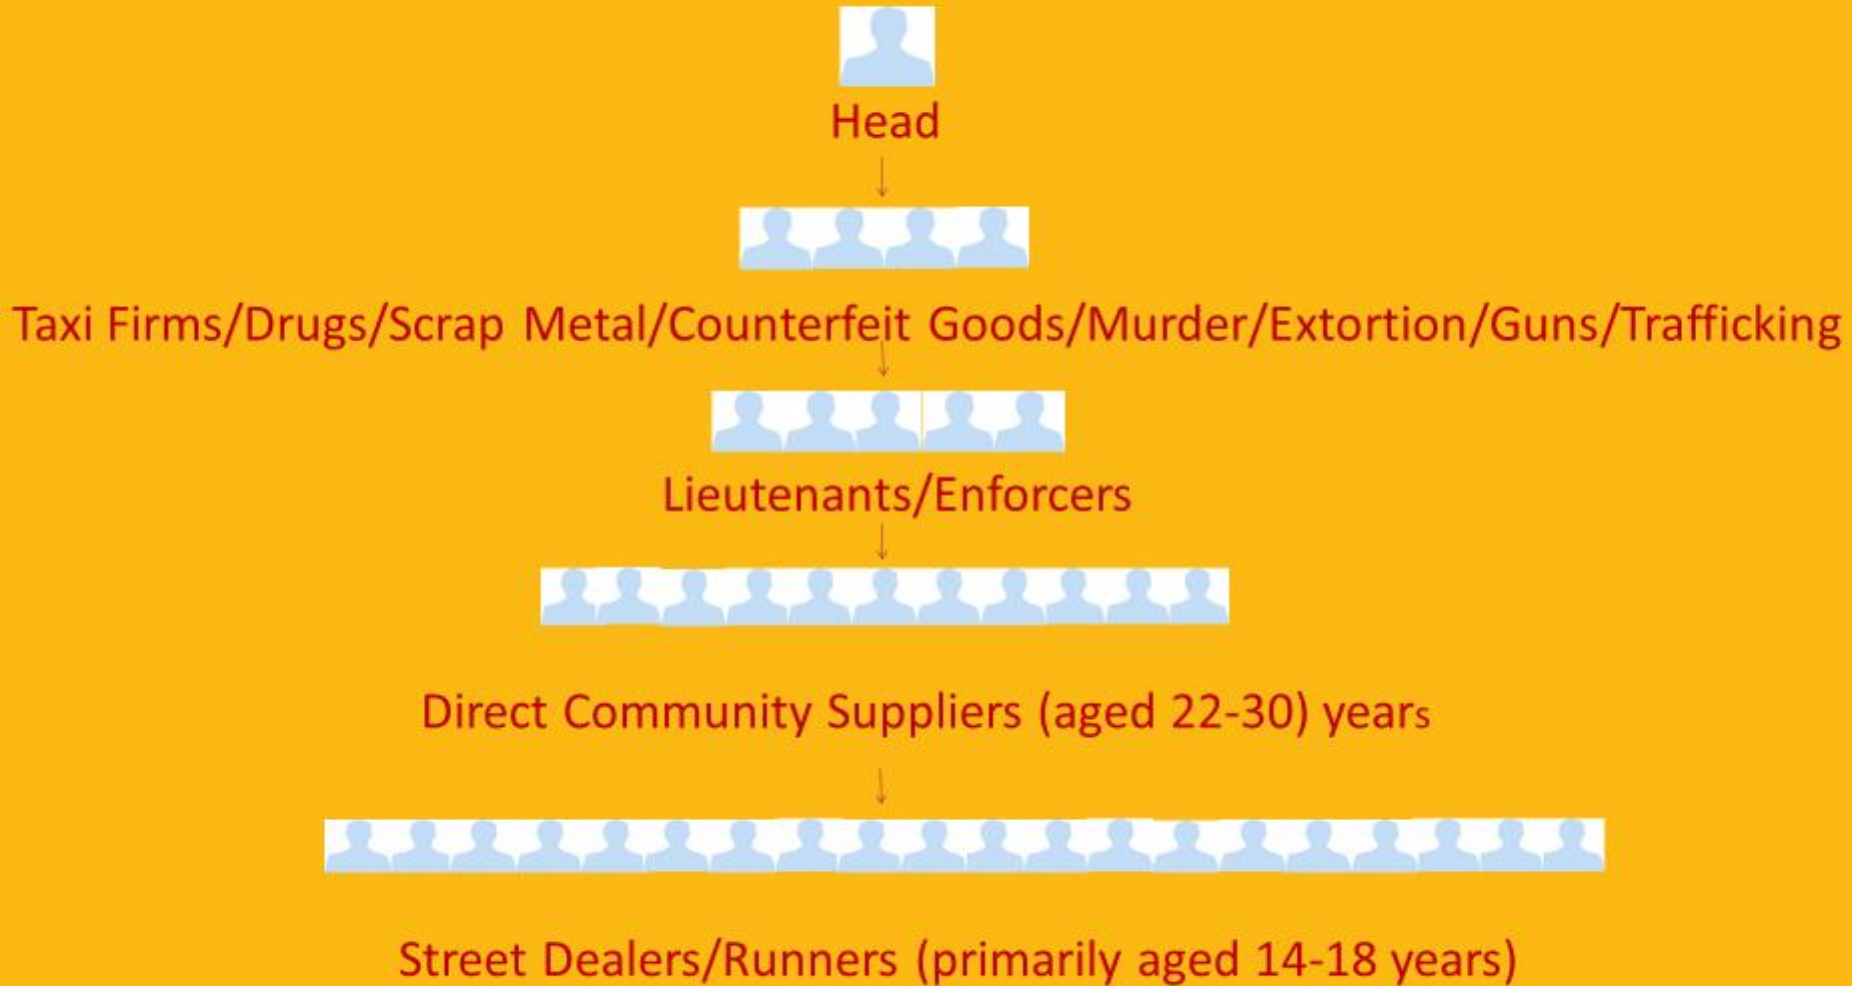 Head
Taxi Firms/Drugs/Scrap Metal/Counterfeit Goods/Murder/Extortion/Guns/Trafficking
Lieutenants/Enforcers
Direct Community Suppliers (aged 22-30) years
Street Dealers/Runners (primarily aged 14-18 years)